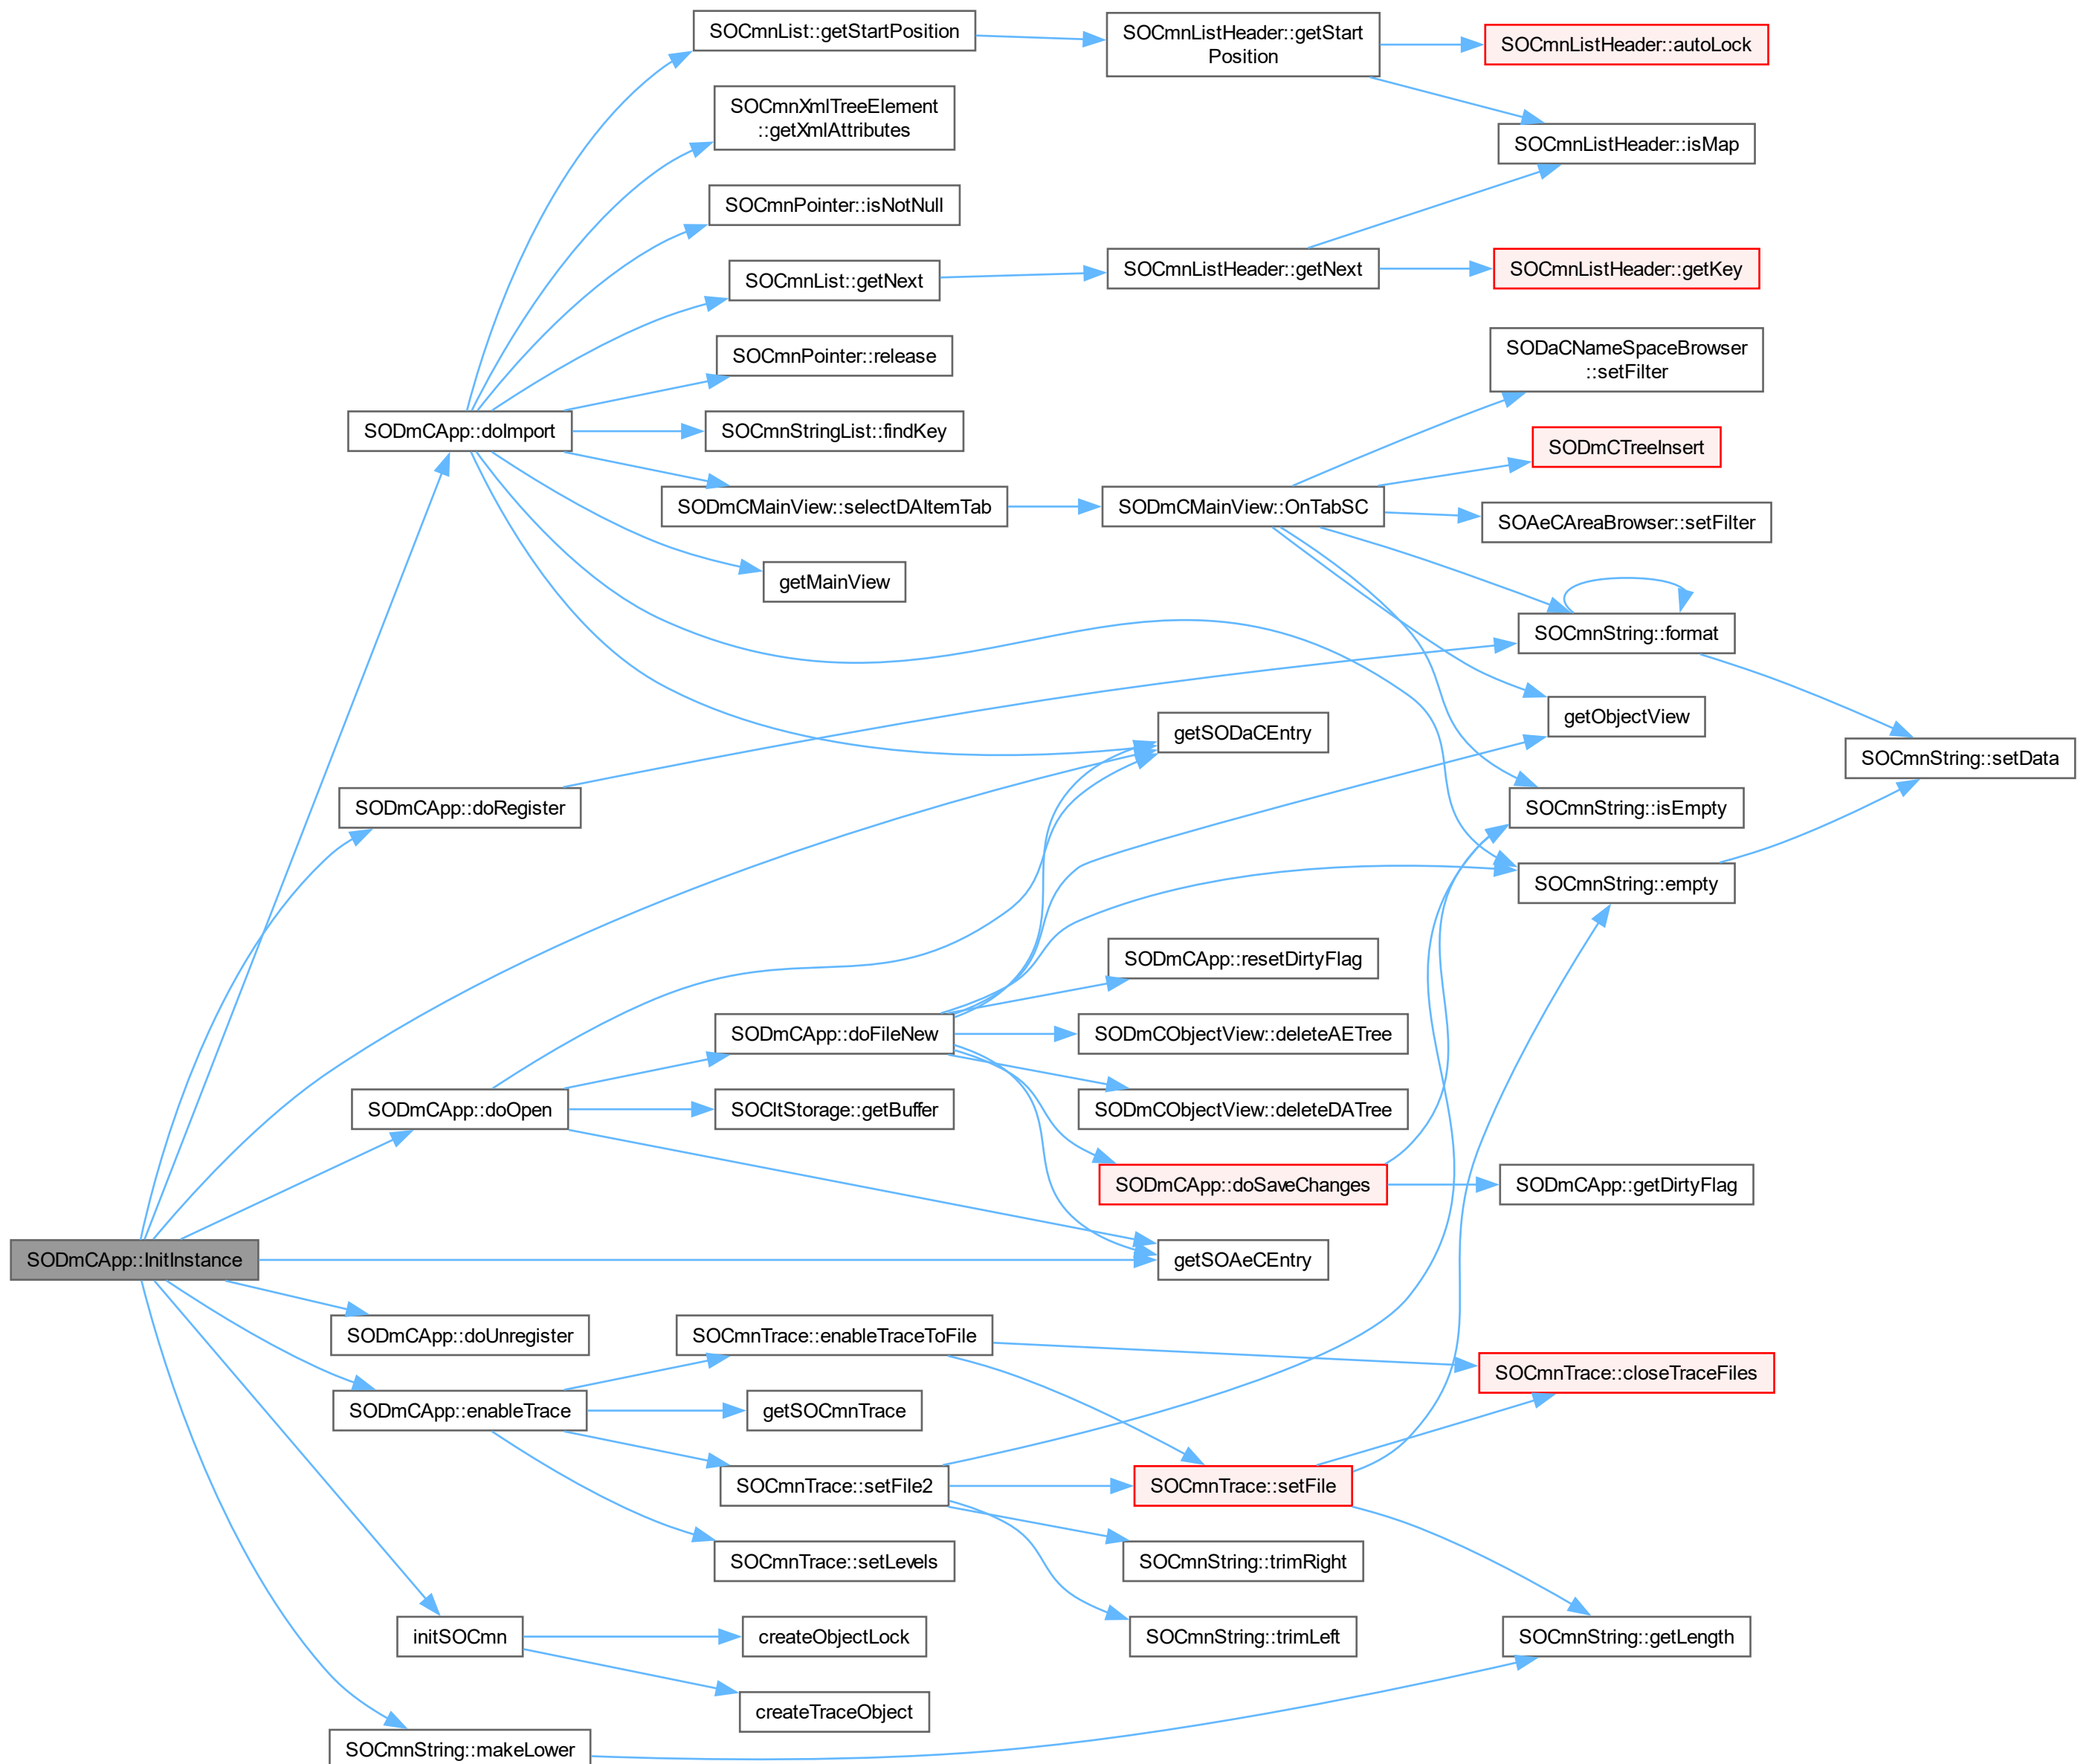 SOCmnList::getStartPosition
SOCmnListHeader::getStart
Position
SOCmnListHeader::autoLock
SOCmnXmlTreeElement
::getXmlAttributes
SOCmnListHeader::isMap
SOCmnPointer::isNotNull
SOCmnList::getNext
SOCmnListHeader::getNext
SOCmnListHeader::getKey
SOCmnPointer::release
SODaCNameSpaceBrowser
::setFilter
SODmCApp::doImport
SOCmnStringList::findKey
SODmCTreeInsert
SODmCMainView::selectDAItemTab
SODmCMainView::OnTabSC
SOAeCAreaBrowser::setFilter
getMainView
SOCmnString::format
getSODaCEntry
getObjectView
SOCmnString::setData
SODmCApp::doRegister
SOCmnString::isEmpty
SOCmnString::empty
SODmCApp::resetDirtyFlag
SODmCApp::doFileNew
SODmCObjectView::deleteAETree
SODmCApp::doOpen
SOCltStorage::getBuffer
SODmCObjectView::deleteDATree
SODmCApp::doSaveChanges
SODmCApp::getDirtyFlag
SODmCApp::InitInstance
getSOAeCEntry
SODmCApp::doUnregister
SOCmnTrace::enableTraceToFile
SOCmnTrace::closeTraceFiles
SODmCApp::enableTrace
getSOCmnTrace
SOCmnTrace::setFile2
SOCmnTrace::setFile
SOCmnTrace::setLevels
SOCmnString::trimRight
initSOCmn
createObjectLock
SOCmnString::trimLeft
SOCmnString::getLength
createTraceObject
SOCmnString::makeLower